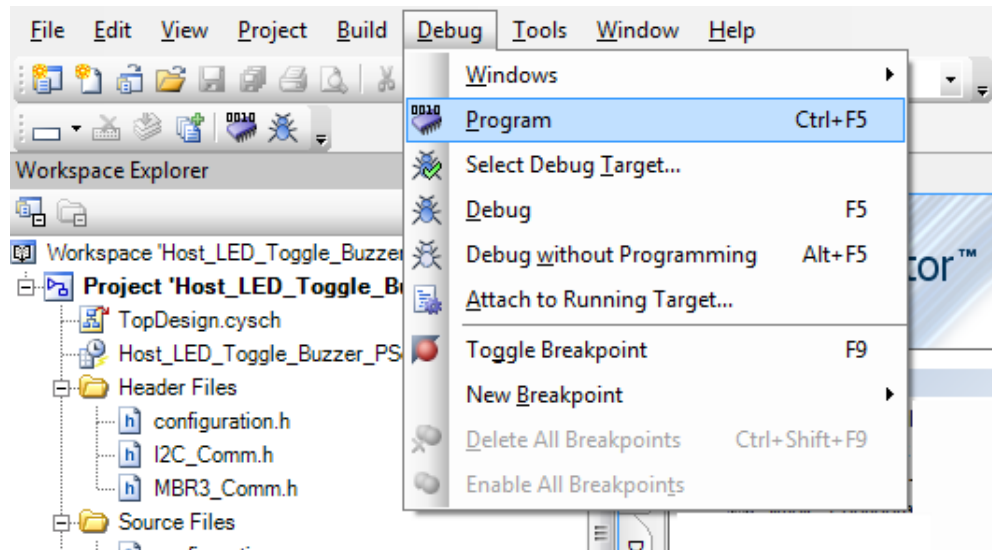 File Edit View Project Build Debug Tools Window Help
Windows
Program Ctrl+F5
Select Debug Target...
Debug F5
Debug without Programming Alt+F5
Attach to Running Target...
Toggle Breakpoint F9
New Breakpoint
Delete All Breakpoints Ctrl+Shift+F9
Enable All Breakpoints
0010
0010
Workspace Explorer
Workspace 'Host_LED_Toggle_Buzzer
Project 'Host_LED_Toggle_B
TopDesign.cysch
Host_LED_Toggle_Buzzer_PS
Header Files
h configuration.h
h I2C_Comm.h
h MBR3_Comm.h
Source Files
tor™